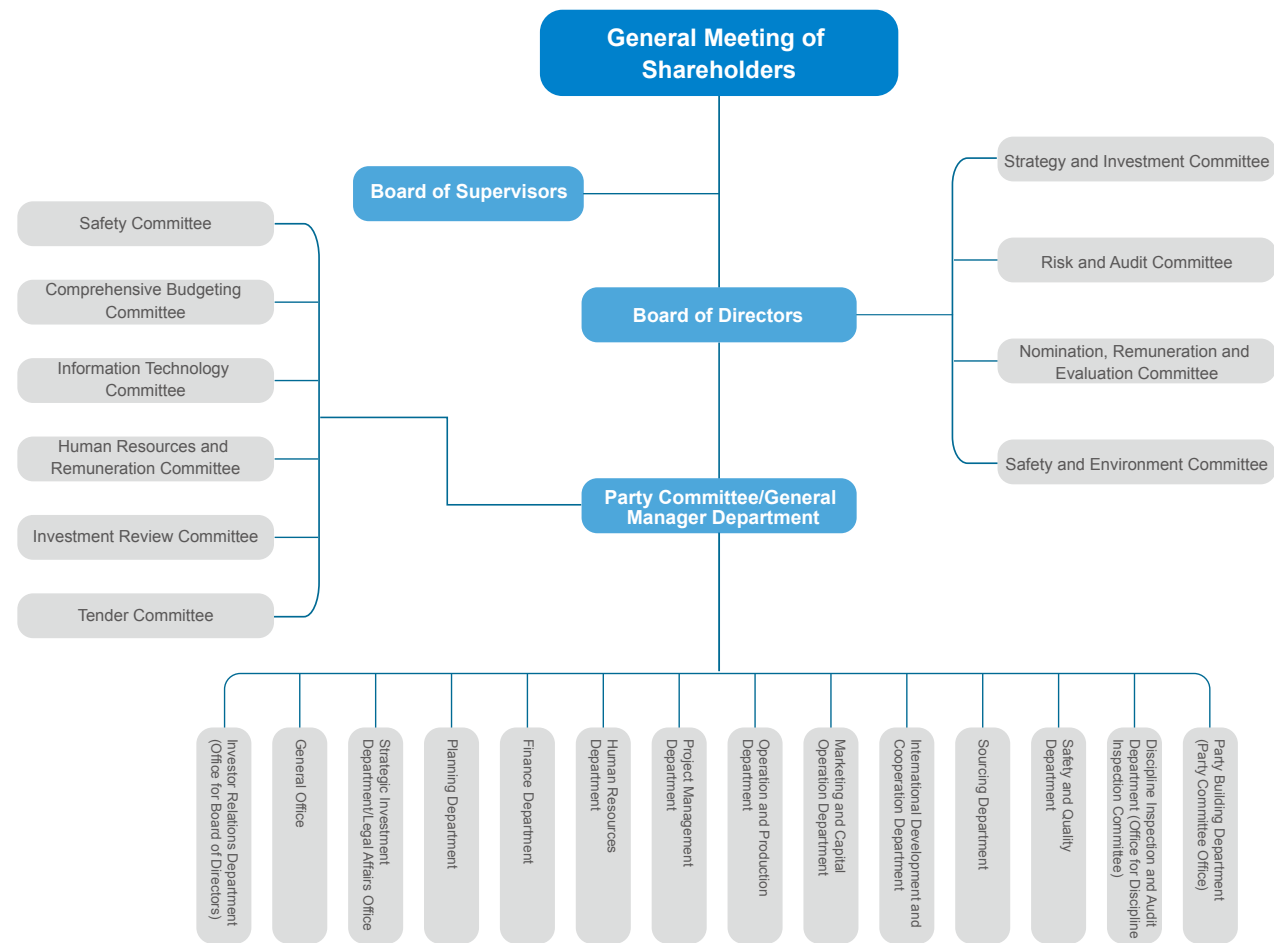 General Meeting of
Shareholders
Board of Supervisors
Board of Directors
Strategy and Investment Committee
Risk and Audit Committee
Nomination, Remuneration and
Evaluation Committee
Safety and Environment Committee
Safety Committee
Comprehensive Budgeting
Committee
Information Technology
Committee
Human Resources and
Remuneration Committee
Investment Review Committee
Tender Committee
Party Committee/General
Manager Department
Investor Relations Department
(Office for Board of Directors)
General Office
Strategic Investment
Department/Legal Affairs Office
Planning Department
Finance Department
Human Resources
Department
Project Management
Department
Operation and Production
Department
Marketing and Capital
Operation Department
International Development and
Cooperation Department
Sourcing Department
Safety and Quality
Department
Discipline Inspection and Audit
Department (Office for Discipline
Inspection Committee)
Party Building Department
(Party Committee Office)